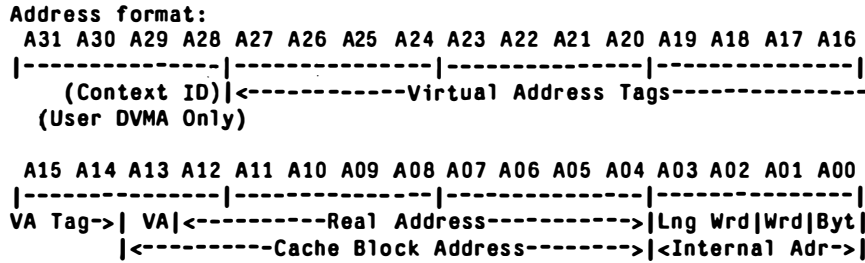 Address format:
A31 A30 A29 A28 A27 A26 A25 A24 A23 A22 A21 A20 A19 A18 A17 A16
|---------------|---------------|---------------|---------------|
(Context ID)|<------------Virtual Address Tags--------------
(User DVMA Only)
A15 A14 A13 A12 A11 A10 A09 A08 A07 A06 A05 A04 A03 A02 A01 A00
|---------------|---------------|---------------|---------------|
VA Tag->| VA|<---------Real Address----------->|Lng Wrd|Wrd|Byt|
|<----------Cache Block Address-------->|<Internal Adr->|